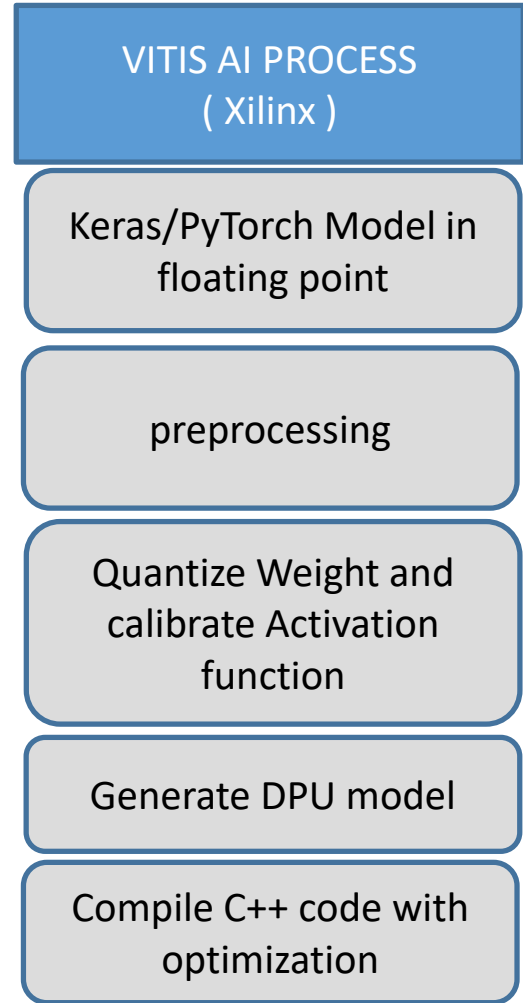 VITIS AI PROCESS
( Xilinx )
Keras/PyTorch Model in
floating point
preprocessing
Quantize Weight and
calibrate Activation
function
Generate DPU model
Compile C++ code with
optimization